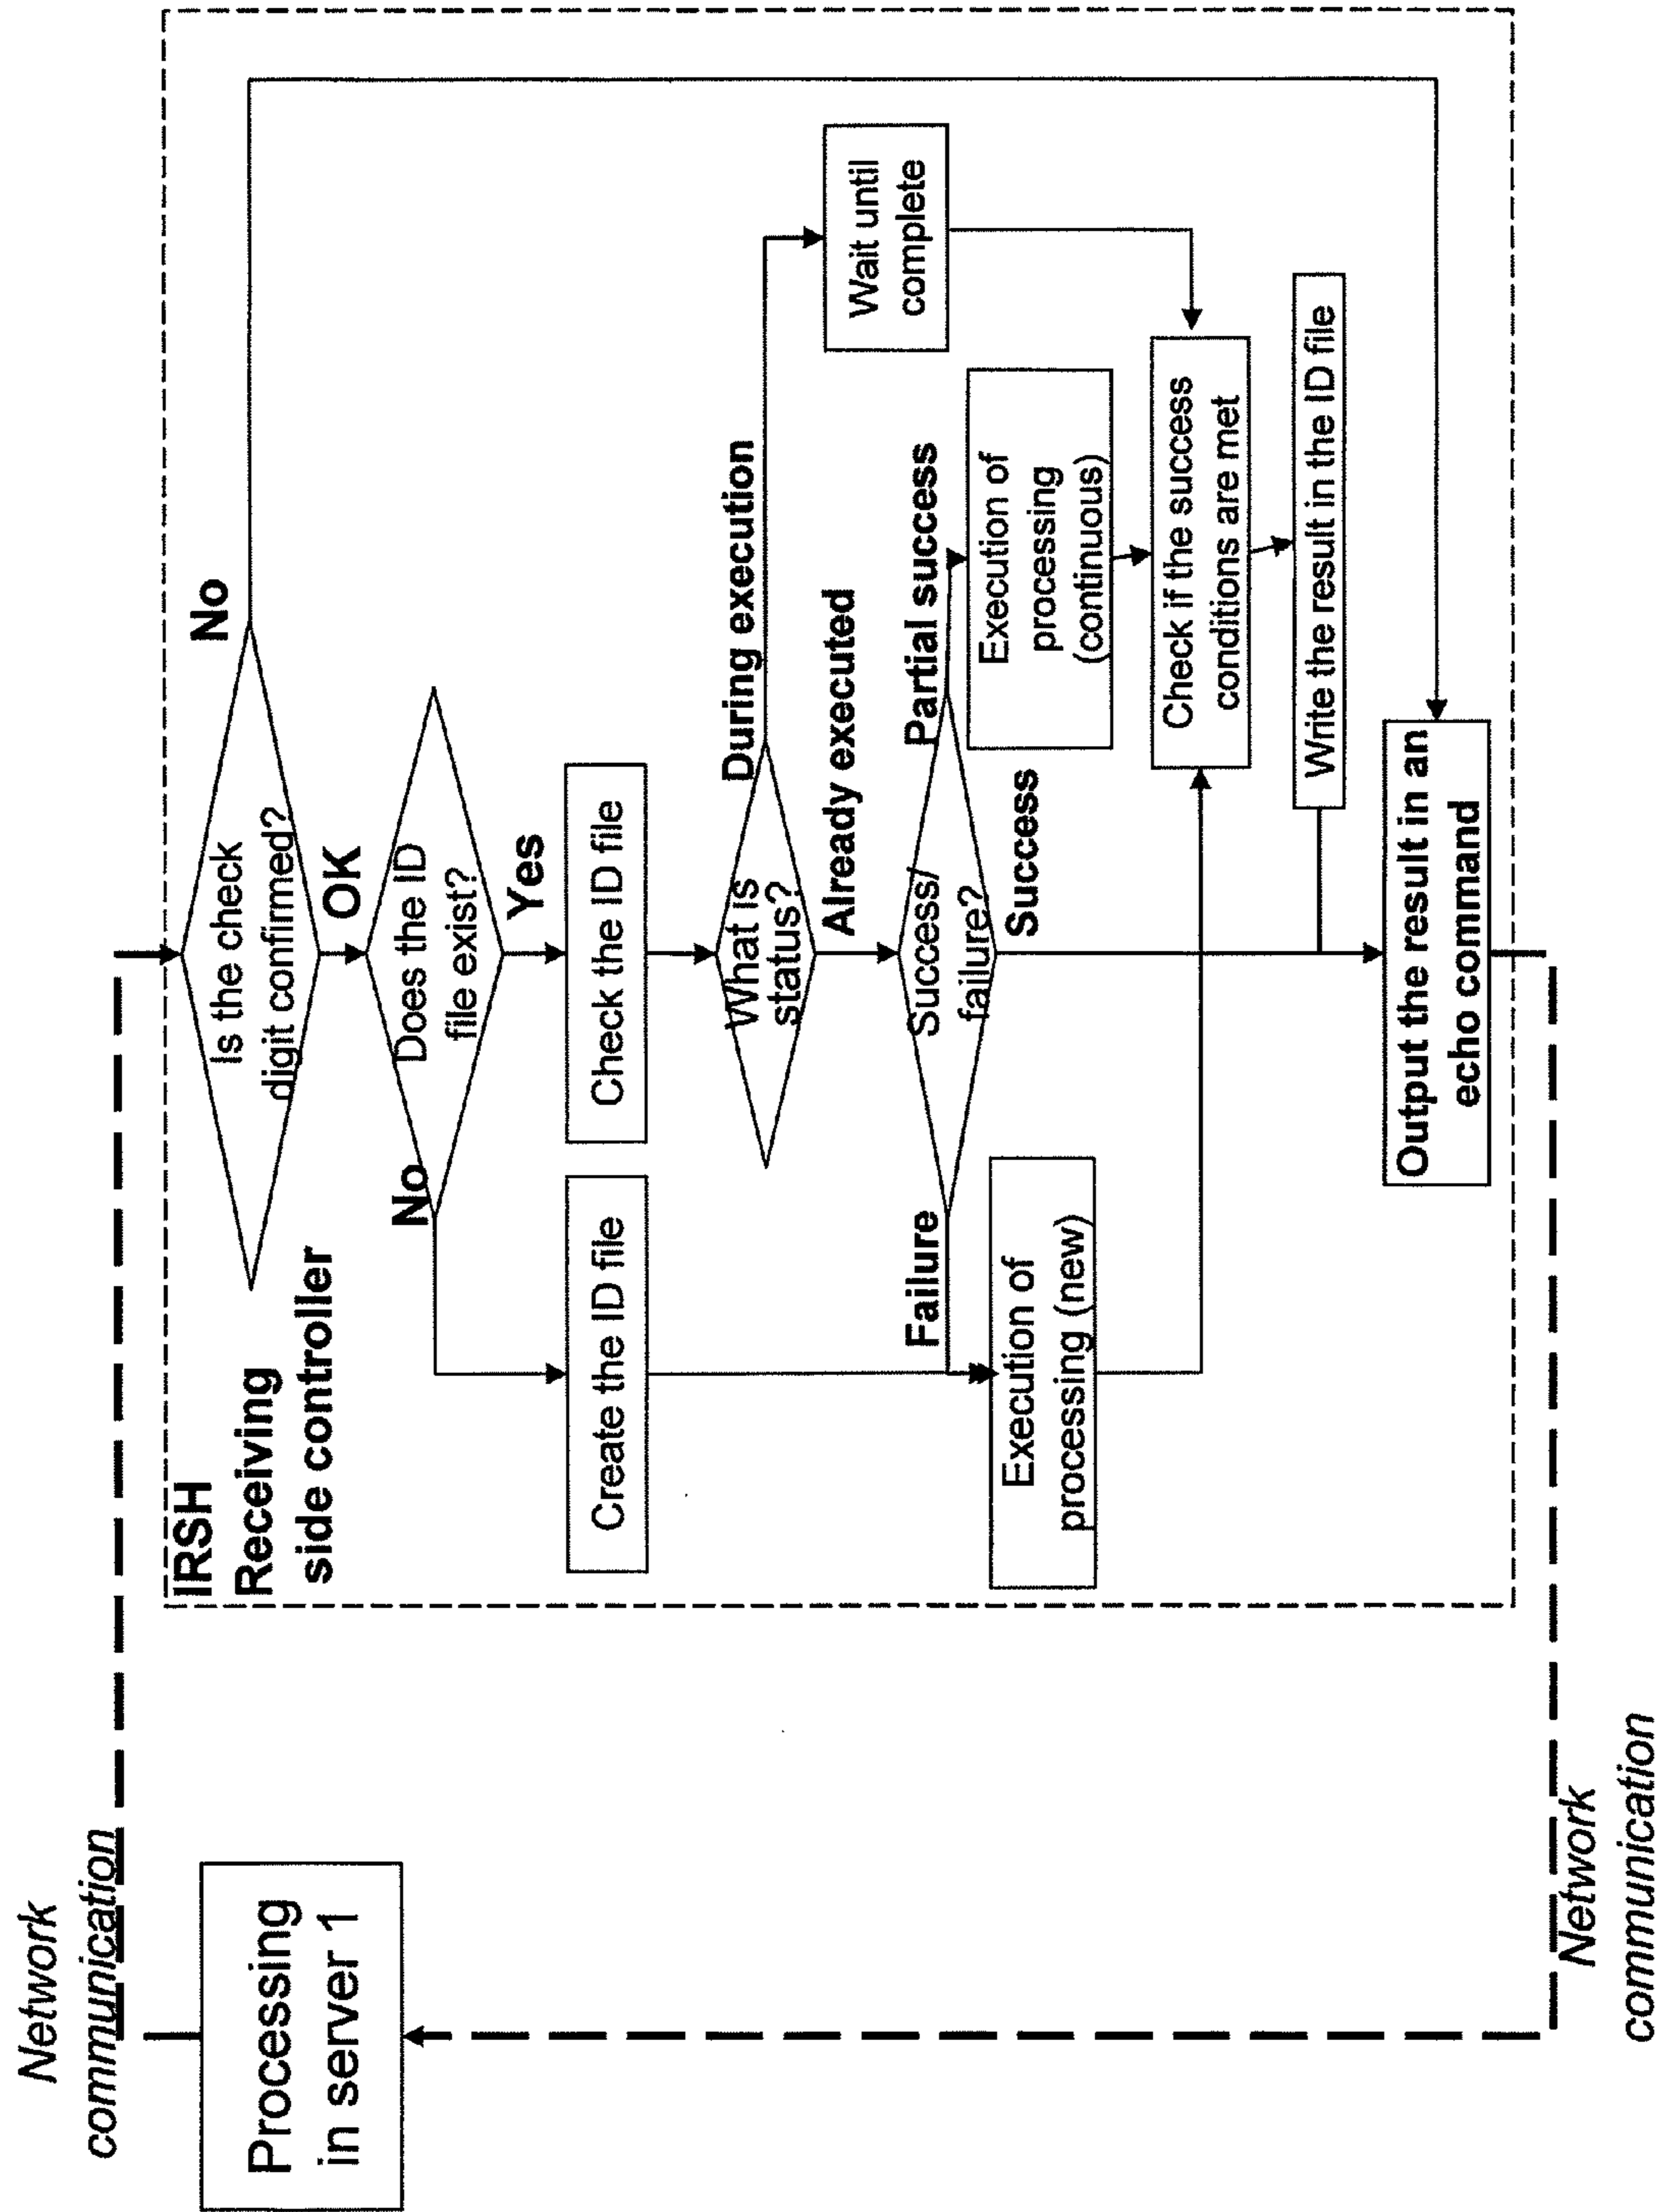 Network
communication
Processing
in server 1
IRSH
Receiving
side controller
Is the check
digit confirmed?
No
OK
Does the ID
file exist?
No
Yes
Create the ID file
Check the ID file
What is
status?
During execution
Already executed
Wait until
complete
Success/
failure?
Failure
Partial success
Success
Execution of
processing (new)
Execution of
processing
(continuous)
Check if the success
conditions are met
Write the result in the ID file
Output the result in an
echo command
Network
communication